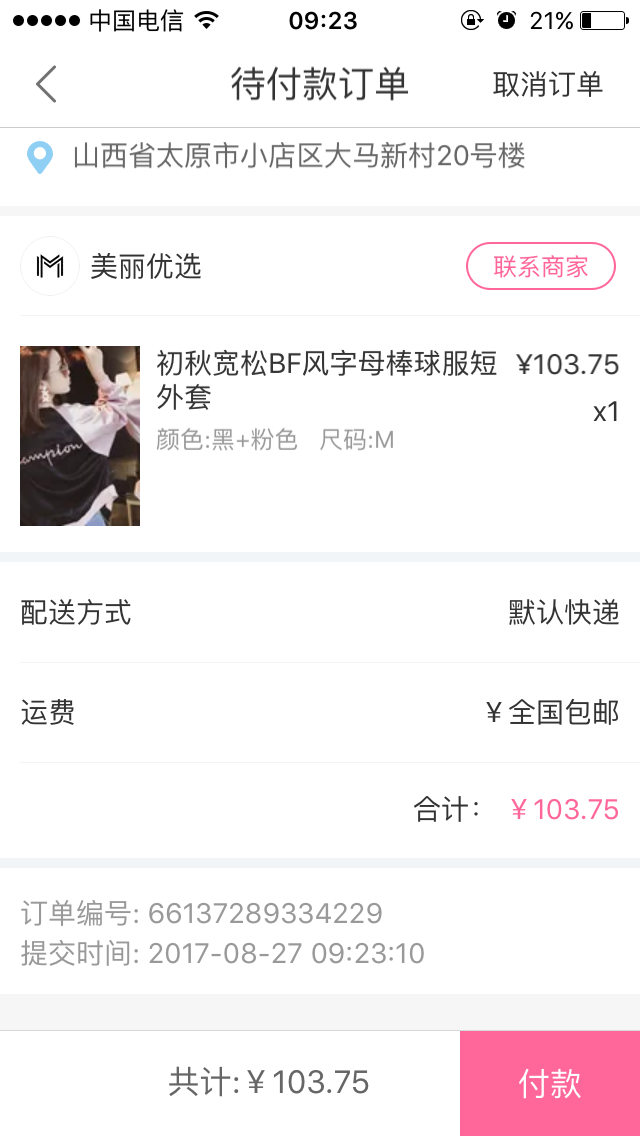 中国电信 09:23 21%
待付款订单 取消订单
山西省太原市小店区大马新村20号楼
美丽优选 联系商家
初秋宽松BF风字母棒球服短 ¥103.75
外套 x1
颜色:黑+粉色 尺码:M
ampion
配送方式 默认快递
运费 ¥ 全国包邮
合计: ¥103.75
订单编号: 66137289334229
提交时间: 2017-08-27 09:23:10
共计:¥103.75 付款